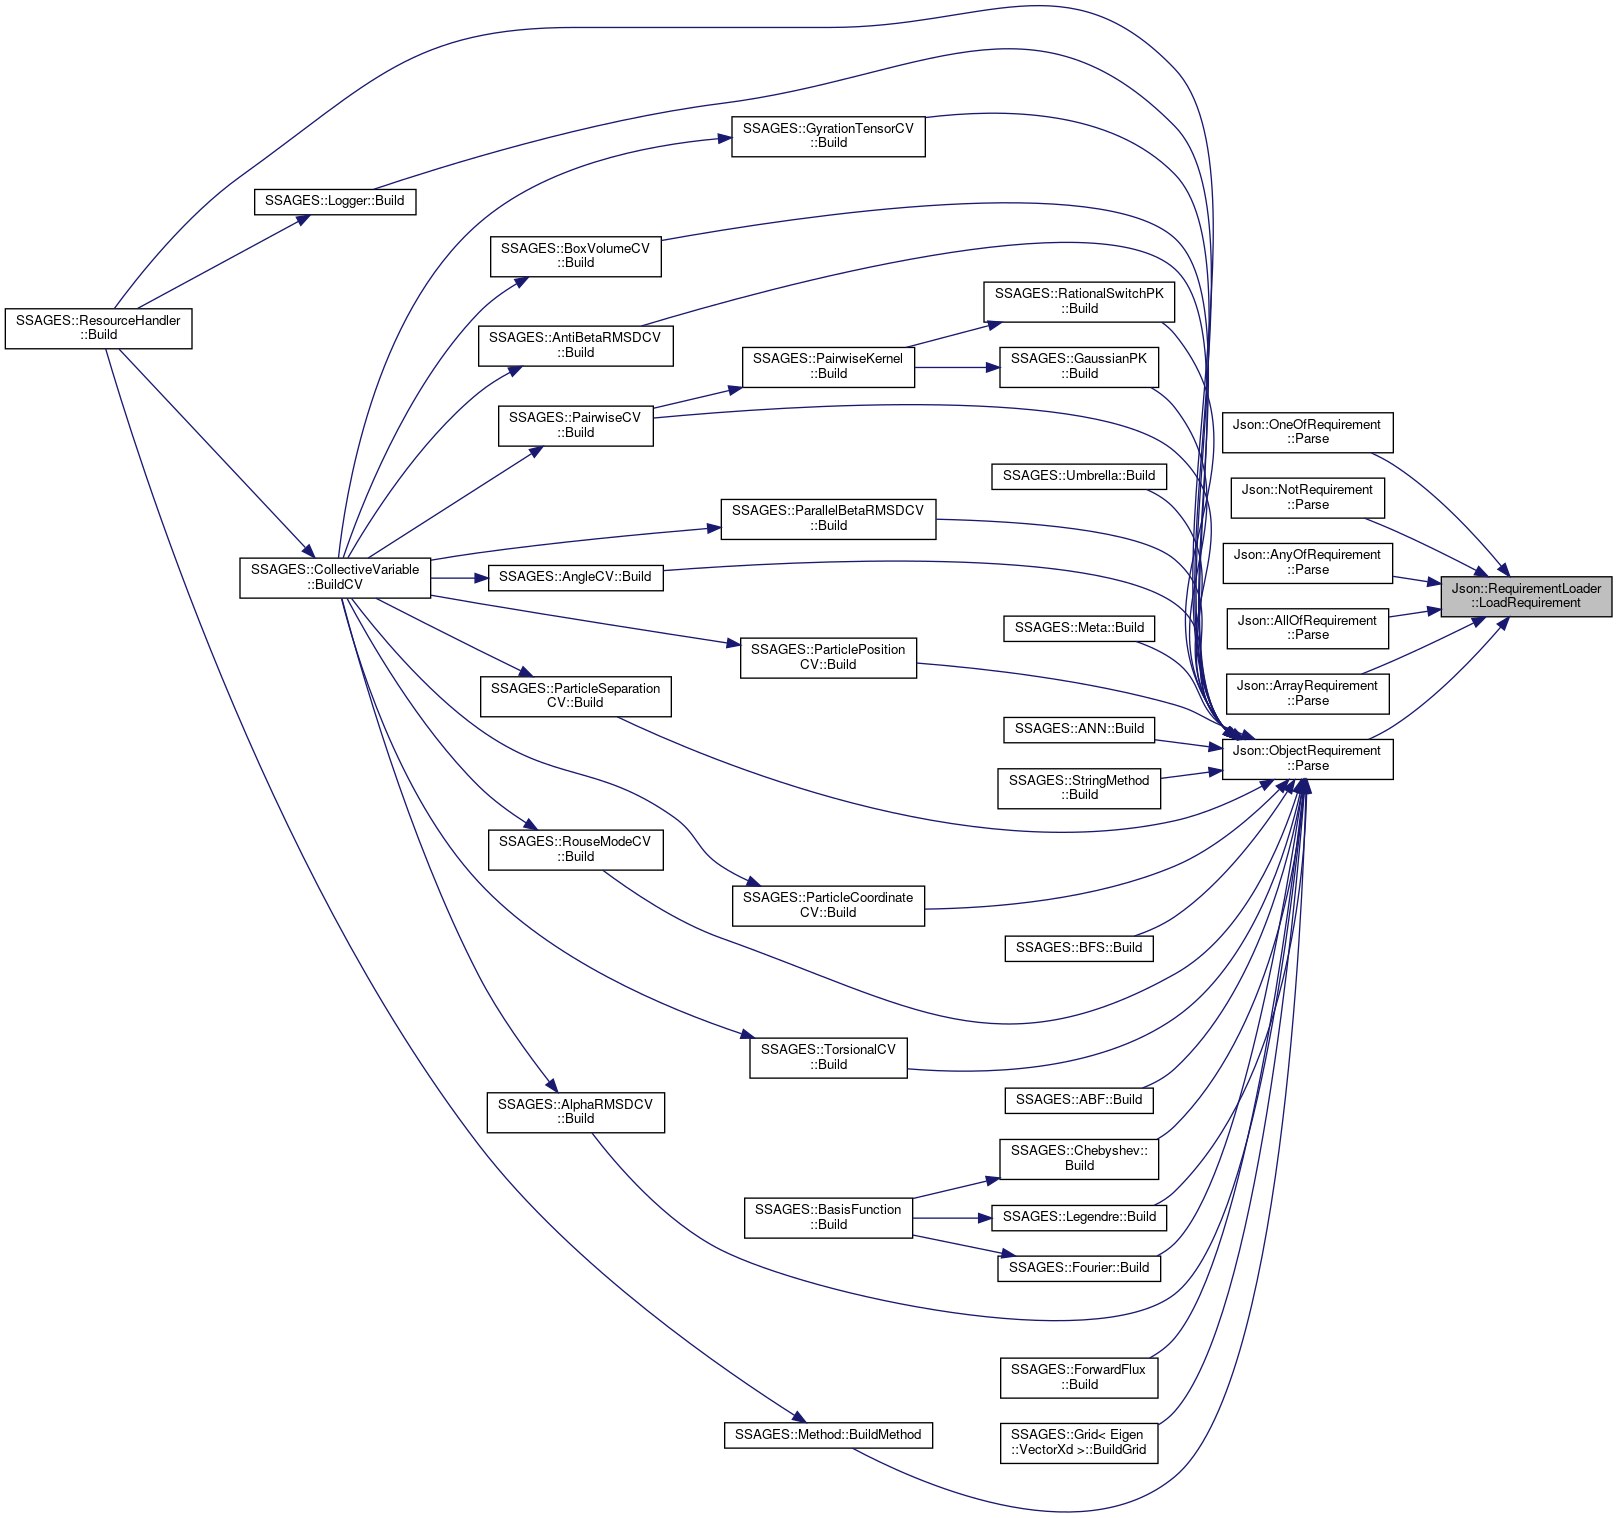 SSAGES::GyrationTensorCV
::Build
SSAGES::Logger::Build
SSAGES::BoxVolumeCV
::Build
SSAGES::RationalSwitchPK
::Build
SSAGES::ResourceHandler
::Build
SSAGES::AntiBetaRMSDCV
::Build
SSAGES::PairwiseKernel
::Build
SSAGES::GaussianPK
::Build
SSAGES::PairwiseCV
::Build
Json::OneOfRequirement
::Parse
SSAGES::Umbrella::Build
Json::NotRequirement
::Parse
SSAGES::ParallelBetaRMSDCV
::Build
Json::AnyOfRequirement
::Parse
SSAGES::CollectiveVariable
::BuildCV
SSAGES::AngleCV::Build
Json::RequirementLoader
::LoadRequirement
SSAGES::Meta::Build
Json::AllOfRequirement
::Parse
SSAGES::ParticlePosition
CV::Build
SSAGES::ParticleSeparation
CV::Build
Json::ArrayRequirement
::Parse
SSAGES::ANN::Build
Json::ObjectRequirement
::Parse
SSAGES::StringMethod
::Build
SSAGES::RouseModeCV
::Build
SSAGES::ParticleCoordinate
CV::Build
SSAGES::BFS::Build
SSAGES::TorsionalCV
::Build
SSAGES::ABF::Build
SSAGES::AlphaRMSDCV
::Build
SSAGES::Chebyshev::
Build
SSAGES::BasisFunction
::Build
SSAGES::Legendre::Build
SSAGES::Fourier::Build
SSAGES::ForwardFlux
::Build
SSAGES::Method::BuildMethod
SSAGES::Grid< Eigen
::VectorXd >::BuildGrid